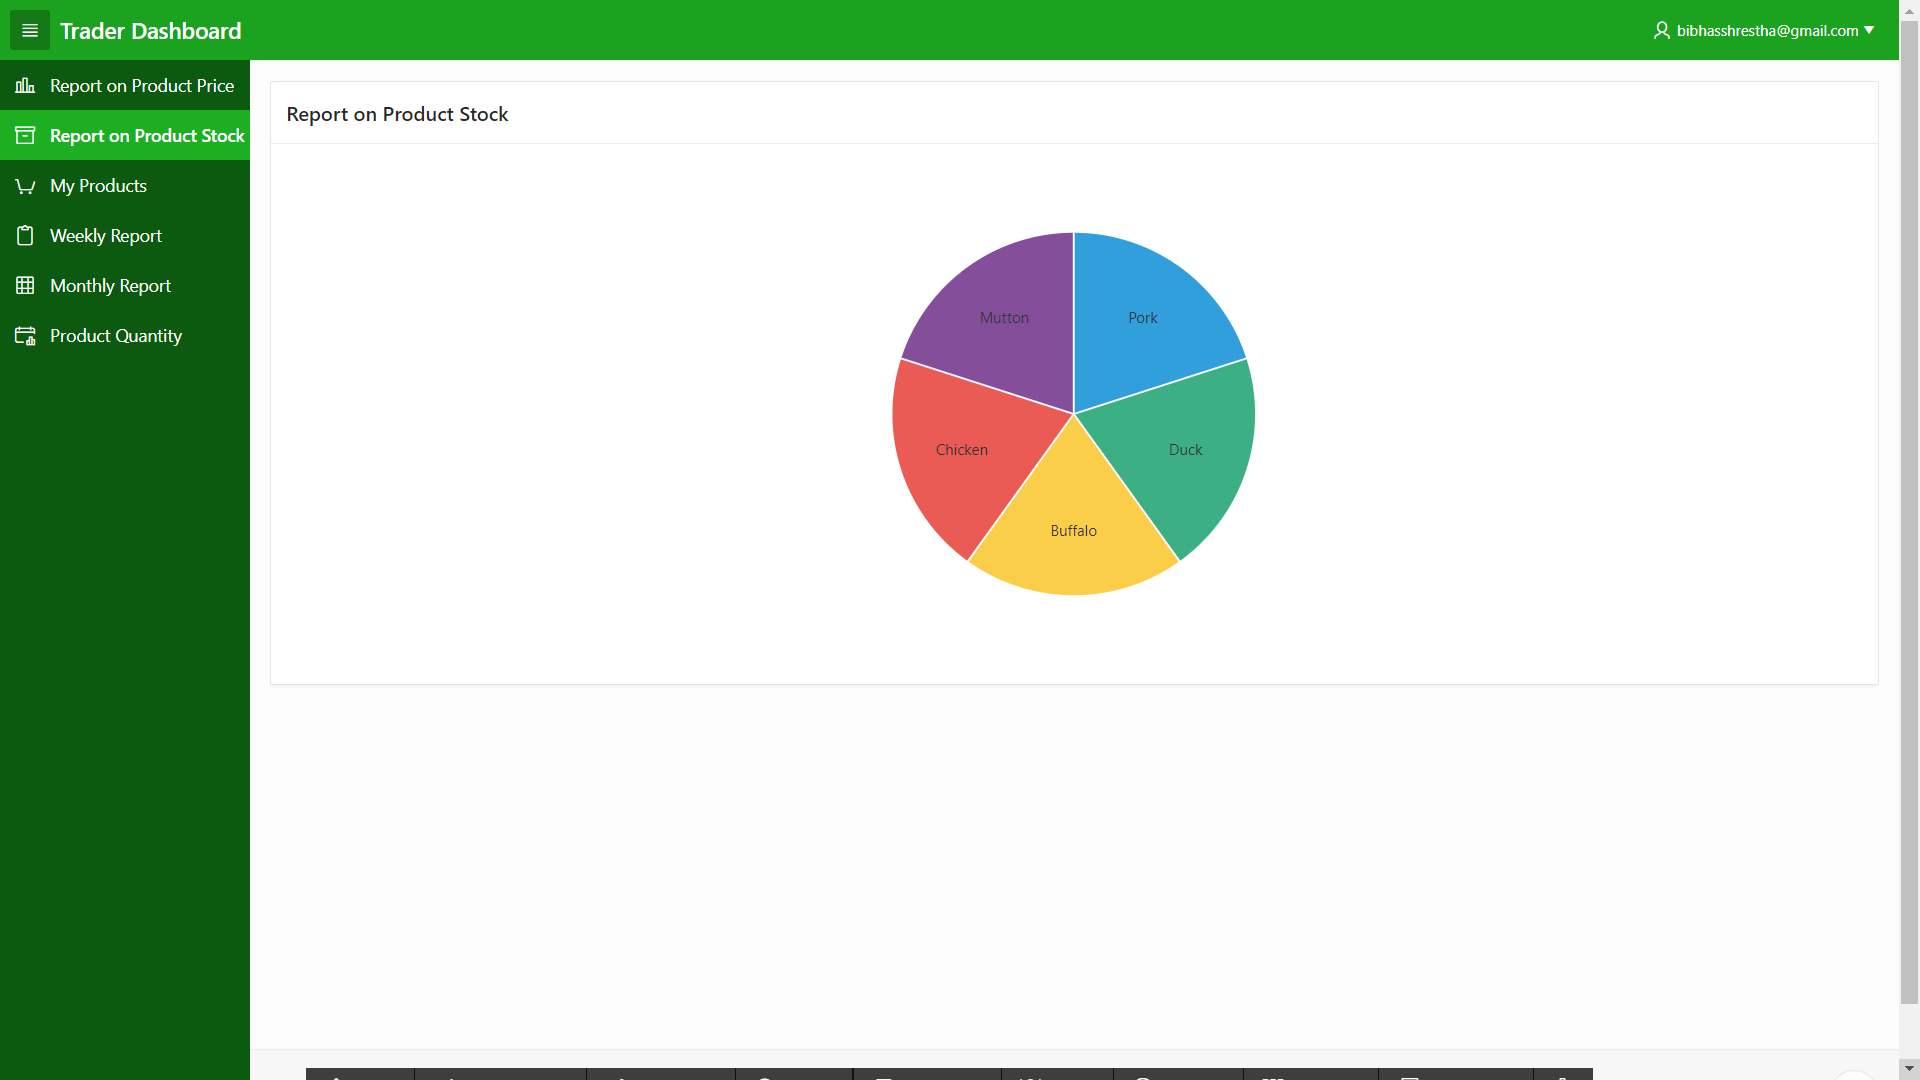 Trader Dashboard
bibhasshrestha@gmail.com
Report on Product Price
Report on Product Stock
My Products
Weekly Report
Monthly Report
Product Quantity
Report on Product Stock
Mutton
Pork
Chicken
Duck
Buffalo